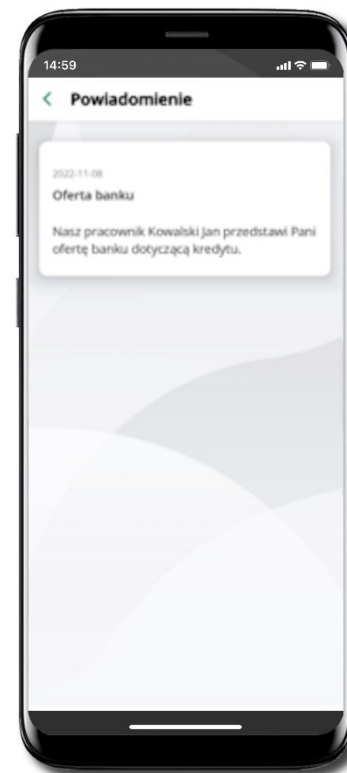 14:59
Powiadomienie
2022-11-08
Oferta banku
Nasz pracownik Kowalski Jan przedstawi Pani
ofertę banku dotyczącą kredytu.